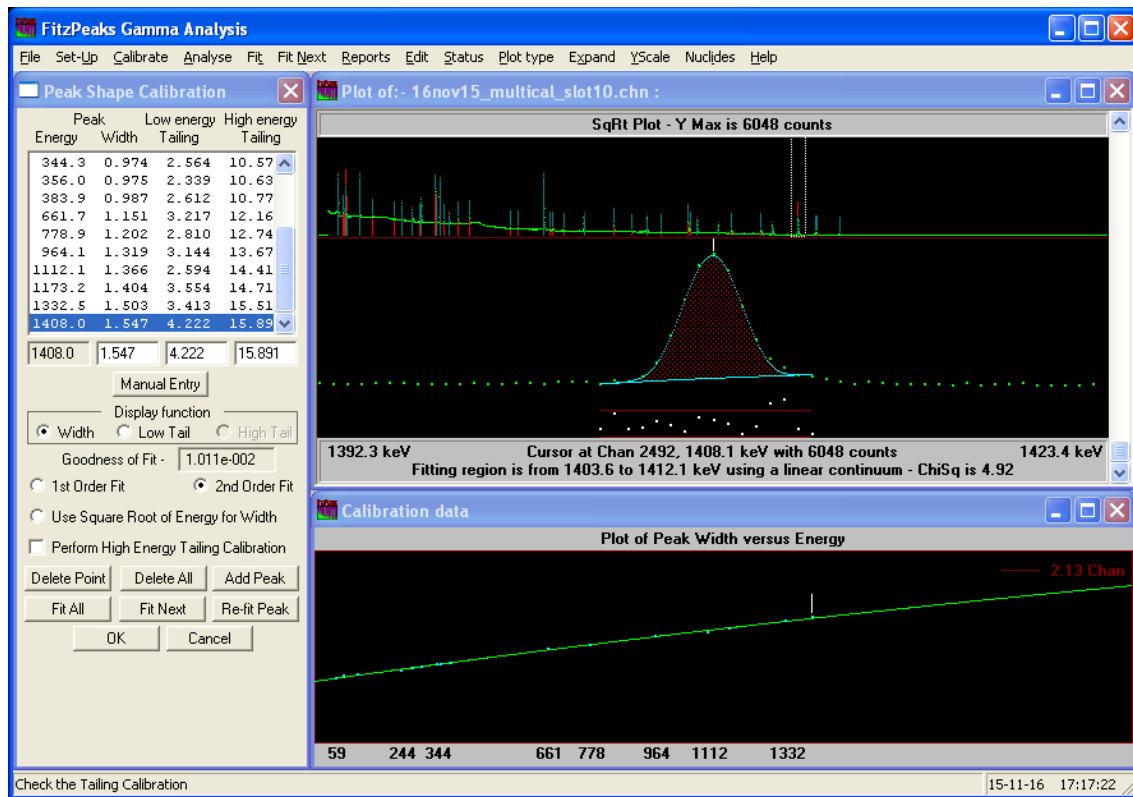 FitzPeaks Gamma Analysis
File Set-Up Calibrate Analyse Fit Fit Next Reports Edit Status Plot type Expand YScale Nuclides Help
Peak Shape Calibration
Peak Low energy High energy
Energy Width Tailing Tailing
344.3 0.974 2.564 10.57
356.0 0.975 2.339 10.63
383.9 0.987 2.612 10.77
661.7 1.151 3.217 12.16
778.9 1.202 2.810 12.74
964.1 1.319 3.144 13.67
1112.1 1.366 2.594 14.41
1173.2 1.404 3.554 14.71
1332.5 1.503 3.413 15.51
1408.0 1.547 4.222 15.89
1408.0 1.547 4.222 15.891
Manual Entry
Display function
Width Low Tail High Tail
Goodness of Fit - 1.011e-002
1st Order Fit 2nd Order Fit
Use Square Root of Energy for Width
Perform High Energy Tailing Calibration
Delete Point Delete All Add Peak
Fit All Fit Next Re-fit Peak
OK Cancel
Plot of:- 16nov15_multical_slot10.chn :
SqRt Plot - Y Max is 6048 counts
1392.3 keV Cursor at Chan 2492, 1408.1 keV with 6048 counts 1423.4 keV
Fitting region is from 1403.6 to 1412.1 keV using a linear continuum - ChiSq is 4.92
Calibration data
Plot of Peak Width versus Energy
2.13 Chan
59 244 344 661 778 964 1112 1332
Check the Tailing Calibration
15-11-16 17:17:22